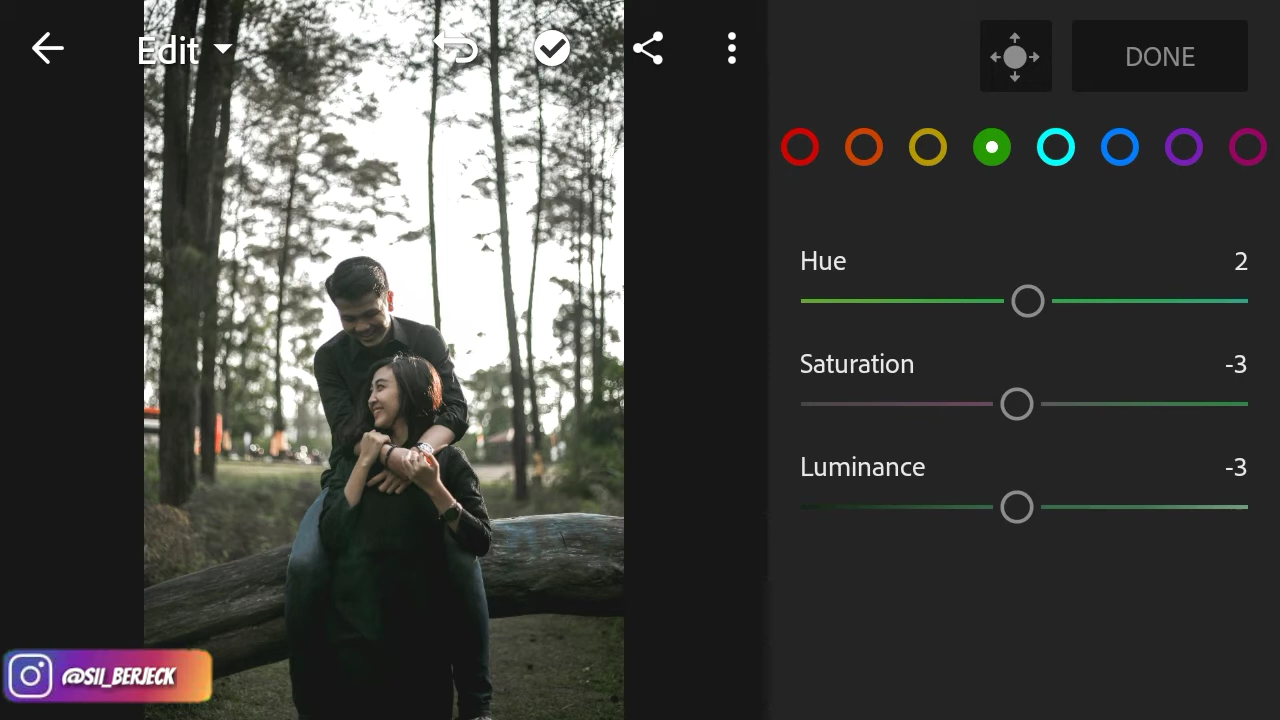 Edit
DONE
Hue 2
Saturation -3
Luminance -3
@SII_BERJECK